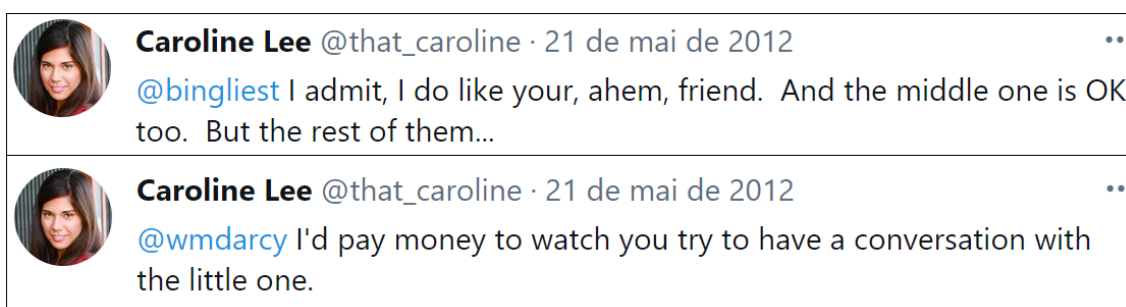 Caroline Lee @that_caroline · 21 de mai de 2012
@bingliest I admit, I do like your, ahem, friend.  And the middle one is OK
too.  But the rest of them...
Caroline Lee @that_caroline · 21 de mai de 2012
@wmdarcy I'd pay money to watch you try to have a conversation with
the little one.